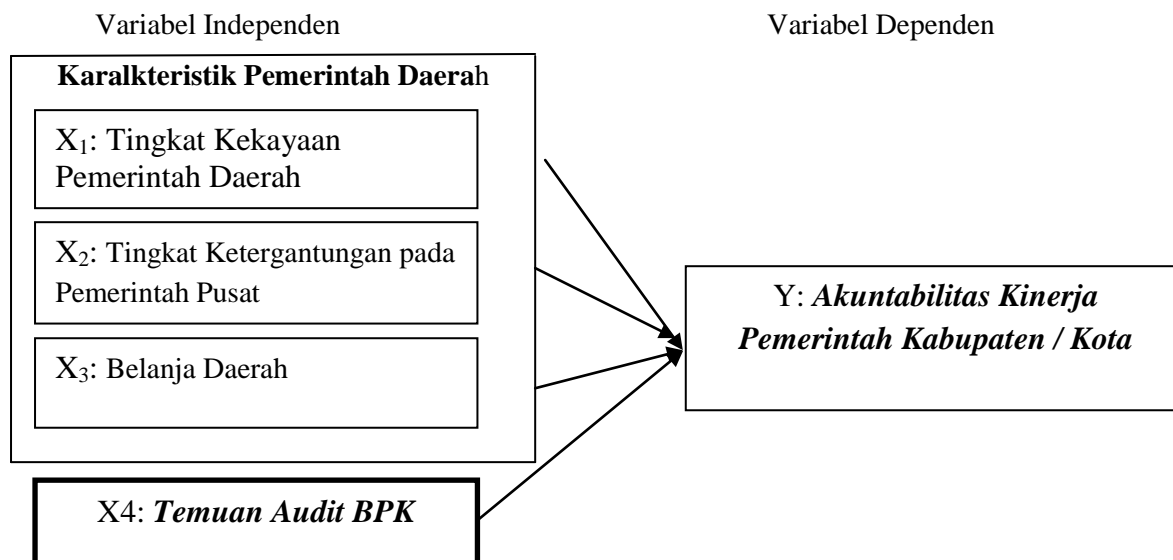 Variabel Independen
Variabel Dependen
Karalkteristik Pemerintah Daerah
X₁: Tingkat Kekayaan
Pemerintah Daerah
X₂: Tingkat Ketergantungan pada
Pemerintah Pusat
X₃: Belanja Daerah
X4: Temuan Audit BPK
Y: Akuntabilitas Kinerja
Pemerintah Kabupaten / Kota